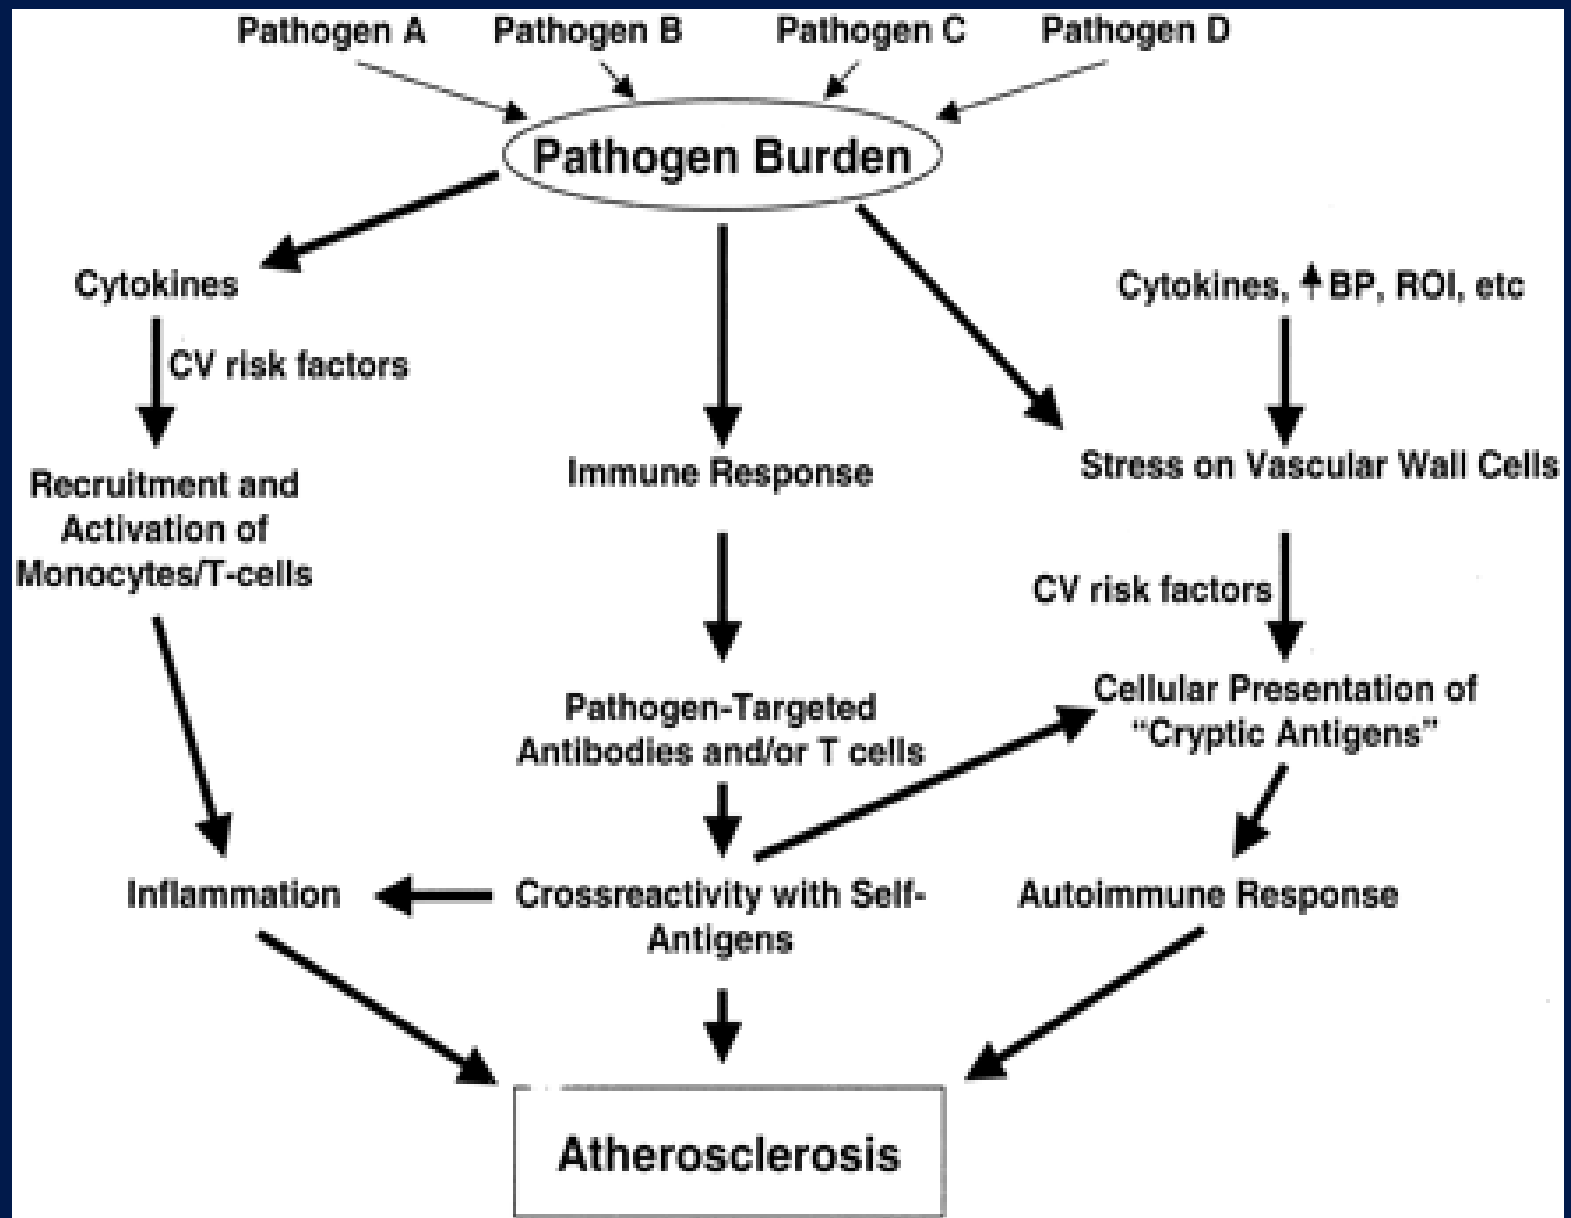 Pathogen A Pathogen B Pathogen C Pathogen D
Pathogen Burden
Cytokines
Cytokines, ↑BP, ROI, etc
CV risk factors
Recruitment and
Activation of
Monocytes/T-cells
Immune Response
Stress on Vascular Wall Cells
CV risk factors
Pathogen-Targeted
Antibodies and/or T cells
Cellular Presentation of
“Cryptic Antigens”
Inflammation
Crossreactivity with Self-
Antigens
Autoimmune Response
Atherosclerosis